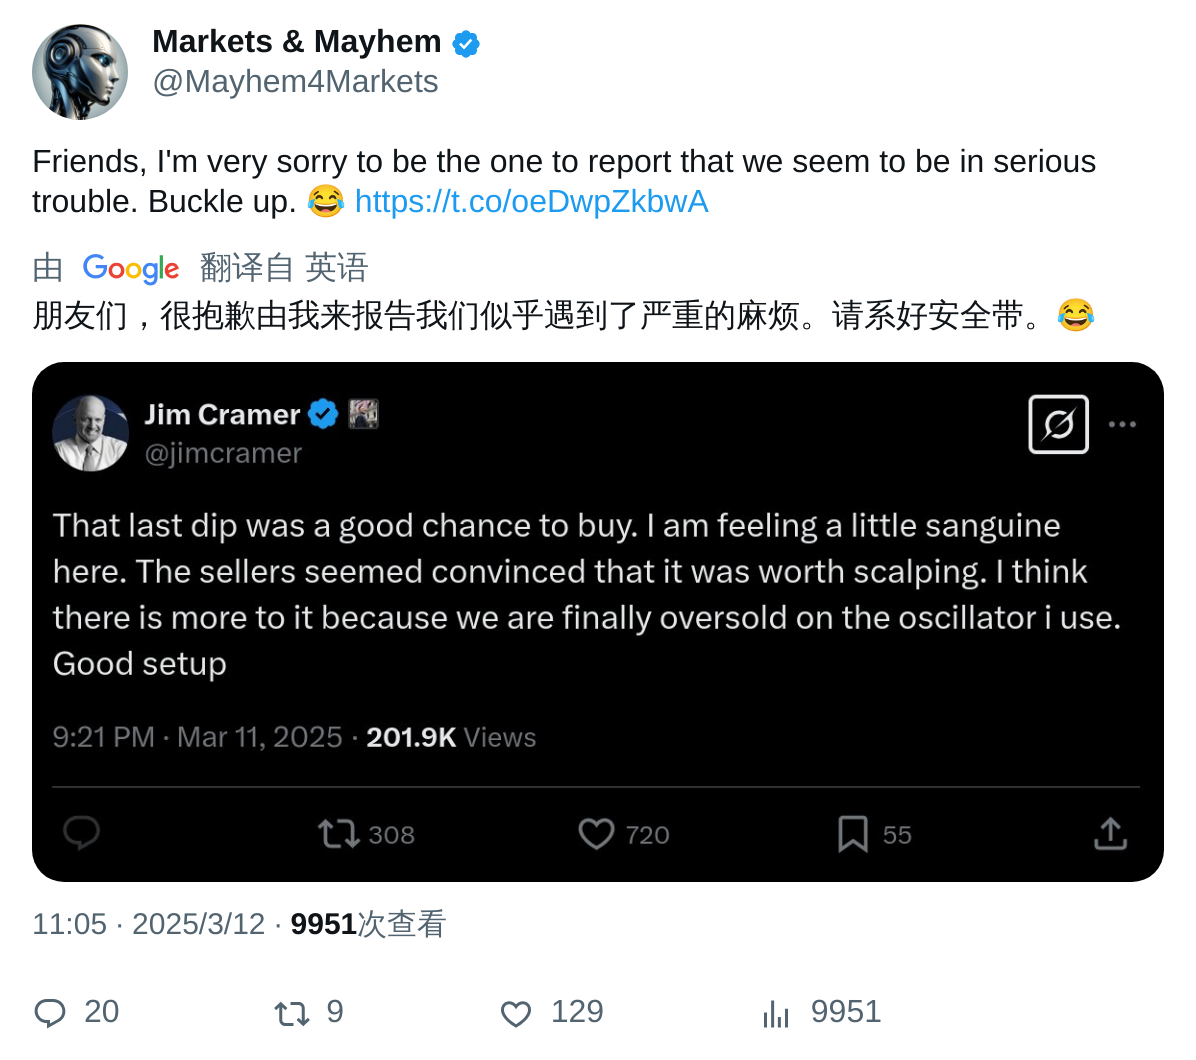 Markets & Mayhem
@Mayhem4Markets
Friends, I'm very sorry to be the one to report that we seem to be in serious
trouble. Buckle up. 😂 https://t.co/oeDwpZkbwA
由 Google 翻译自 英语
朋友们，很抱歉由我来报告我们似乎遇到了严重的麻烦。请系好安全带。😂
Jim Cramer
@jimcramer
That last dip was a good chance to buy. I am feeling a little sanguine
here. The sellers seemed convinced that it was worth scalping. I think
there is more to it because we are finally oversold on the oscillator i use.
Good setup
9:21 PM · Mar 11, 2025 · 201.9K Views
308 720 55
11:05 · 2025/3/12 · 9951次查看
20 9 129 9951